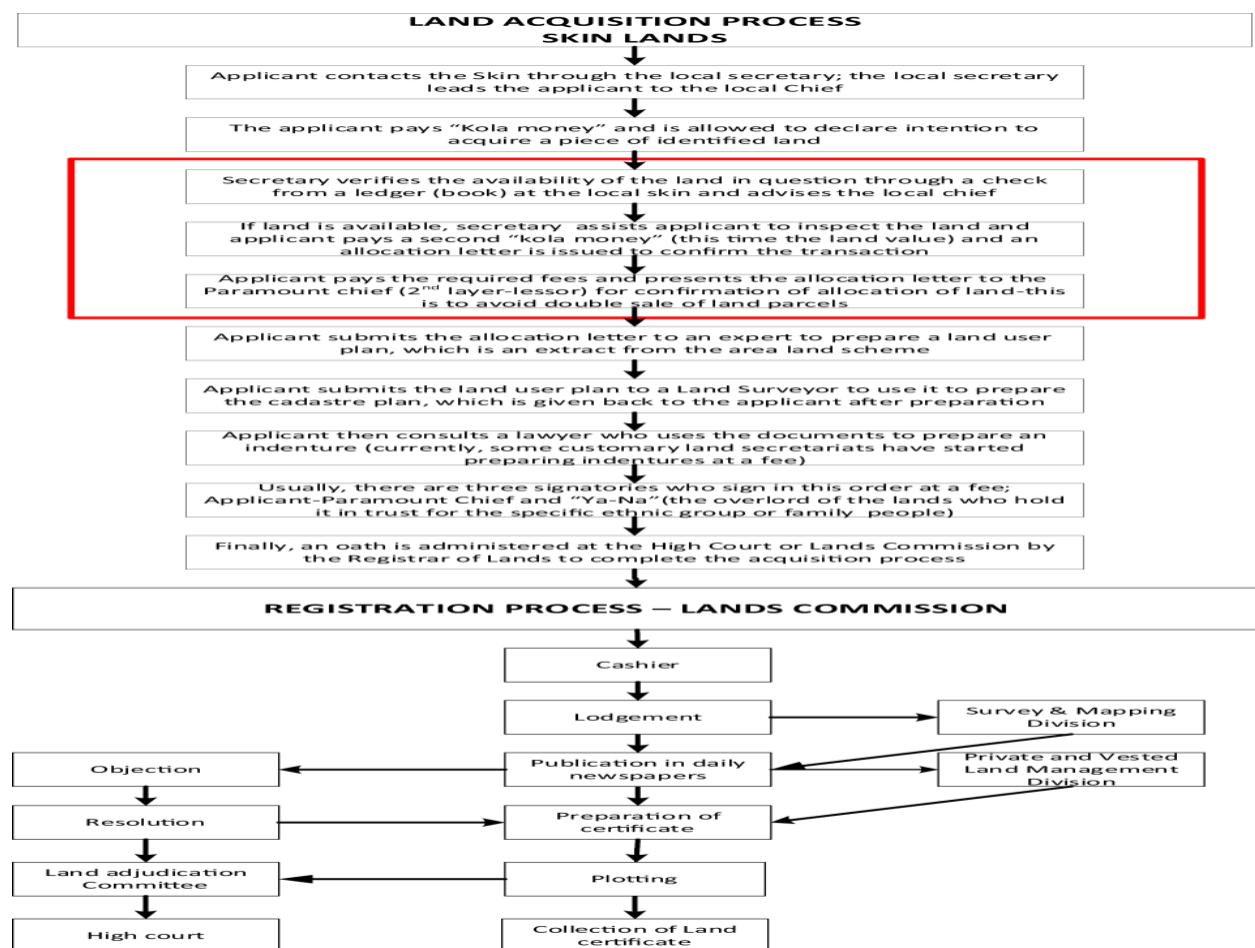 LAND ACQUISITION PROCESS
SKIN LANDS
Applicant contacts the Skin through the local secretary; the local secretary
leads the applicant to the local Chief
The applicant pays “Kola money” and is allowed to declare intention to
acquire a piece of identified land
Secretary verifies the availability of the land in question through a check
from a ledger (book) at the local skin and advises the local chief
If land is available, secretary assists applicant to inspect the land and
applicant pays a second “kola money” (this time the land value) and an
allocation letter is issued to confirm the transaction
Applicant pays the required fees and presents the allocation letter to the
Paramount chief (2nd layer-lessor) for confirmation of allocation of land-this
is to avoid double sale of land parcels
Applicant submits the allocation letter to an expert to prepare a land user
plan, which is an extract from the area land scheme
Applicant submits the land user plan to a Land Surveyor to use it to prepare
the cadastre plan, which is given back to the applicant after preparation
Applicant then consults a lawyer who uses the documents to prepare an
indenture (currently, some customary land secretariats have started
preparing indentures at a fee)
Usually, there are three signatories who sign in this order at a fee;
Applicant-Paramount Chief and “Ya-Na”(the overlord of the lands who hold
it in trust for the specific ethnic group or family people)
Finally, an oath is administered at the High Court or Lands Commission by
the Registrar of Lands to complete the acquisition process
REGISTRATION PROCESS – LANDS COMMISSION
Cashier
Lodgement
Survey & Mapping
Division
Objection
Publication in daily
newspapers
Private and Vested
Land Management
Division
Resolution
Preparation of
certificate
Land adjudication
Committee
Plotting
High court
Collection of Land
certificate